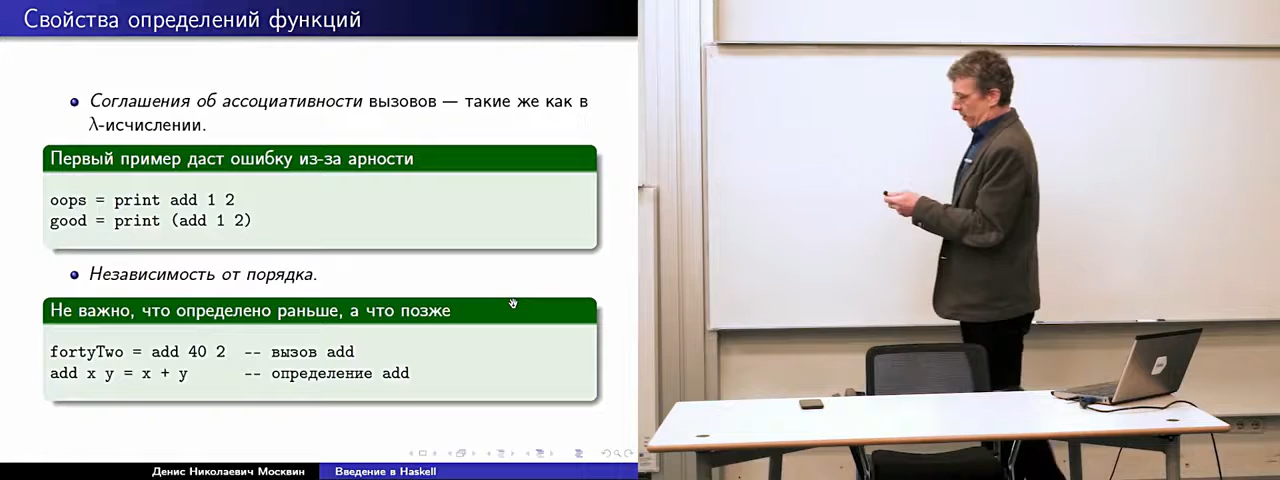 Свойства определений функций
Соглашения об ассоциативности вызовов — такие же как в
λ-исчислении.
Первый пример даст ошибку из-за арности
oops = print add 1 2
good = print (add 1 2)
Независимость от порядка.
Не важно, что определено раньше, а что позже
fortyTwo = add 40 2 -- вызов add
add x y = x + y -- определение add
Денис Николаевич Москвин
Введение в Haskell